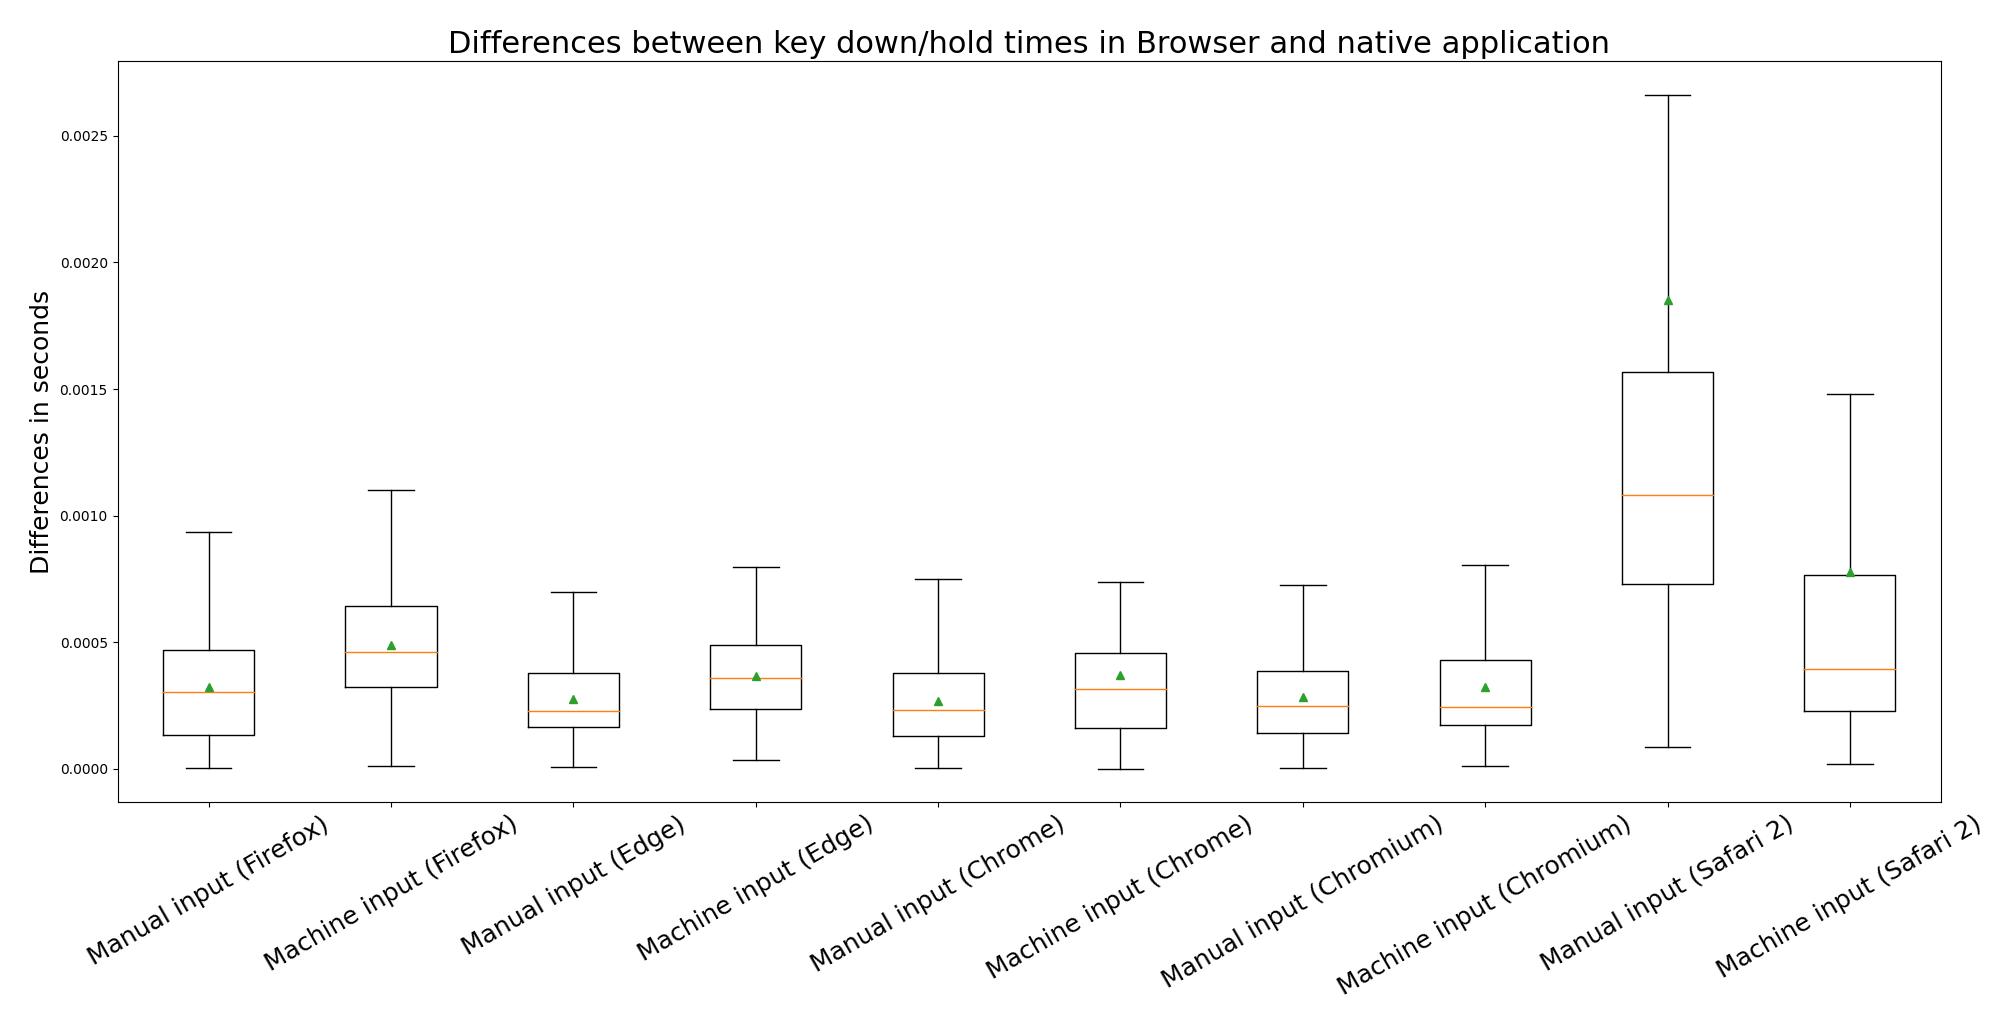 Differences between key down/hold times in Browser and native application
Differences in seconds
0.0025
0.0020
0.0015
0.0010
0.0005
0.0000
Manual input (Firefox)
Machine input (Firefox)
Manual input (Edge)
Machine input (Edge)
Manual input (Chrome)
Machine input (Chrome)
Manual input (Chromium)
Machine input (Chromium)
Manual input (Safari 2)
Machine input (Safari 2)